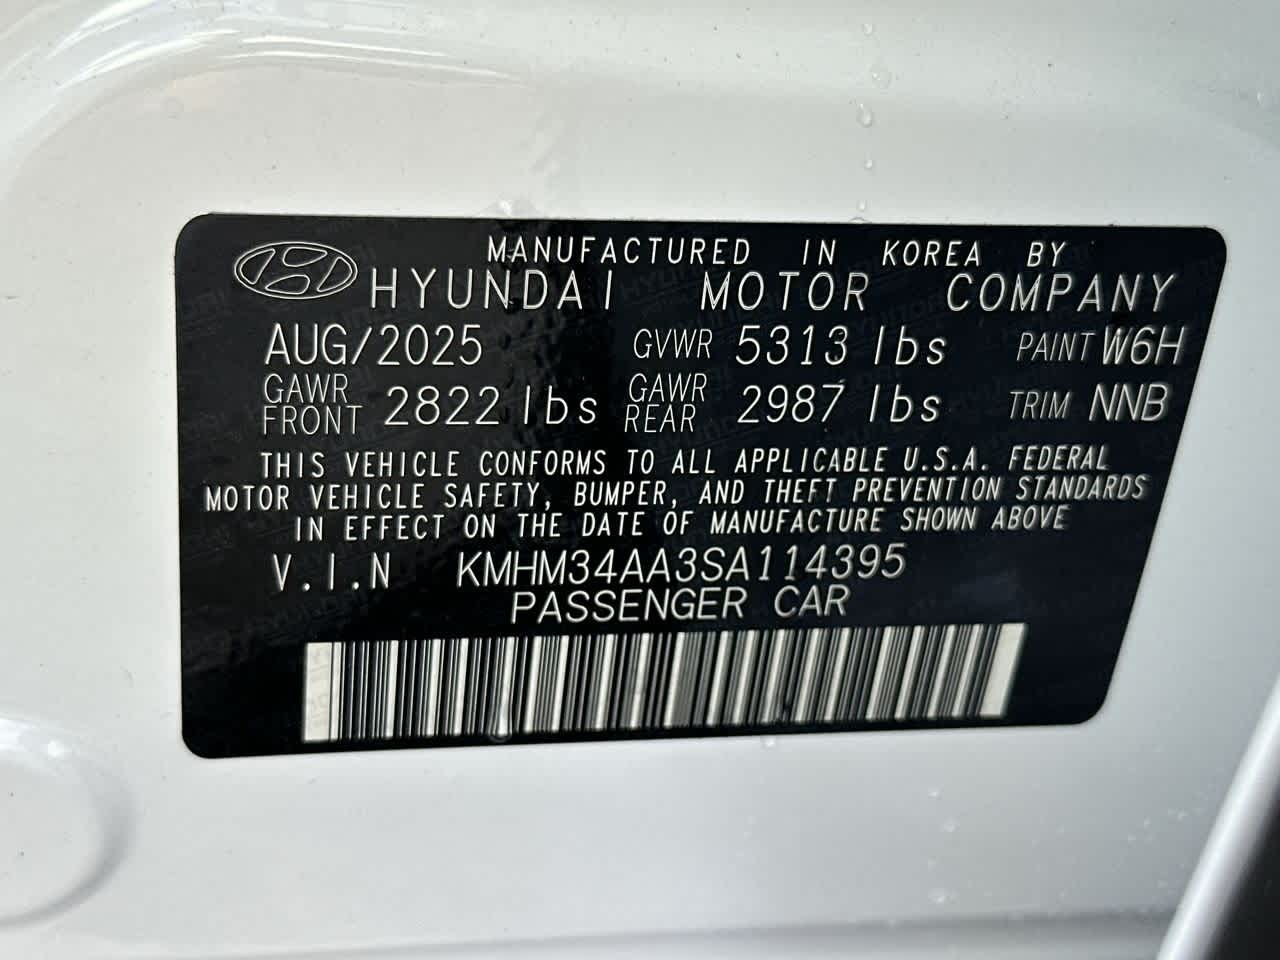 MANUFACTURED IN KOREA BY
HYUNDAI MOTOR COMPANY
AUG/2025 GVWR 5313 lbs PAINT W6H
GAWR FRONT 2822 lbs GAWR REAR 2987 lbs TRIM NNB
THIS VEHICLE CONFORMS TO ALL APPLICABLE U.S.A. FEDERAL
MOTOR VEHICLE SAFETY, BUMPER, AND THEFT PREVENTION STANDARDS
IN EFFECT ON THE DATE OF MANUFACTURE SHOWN ABOVE
V.I.N KMHM34AA3SA114395
PASSENGER CAR